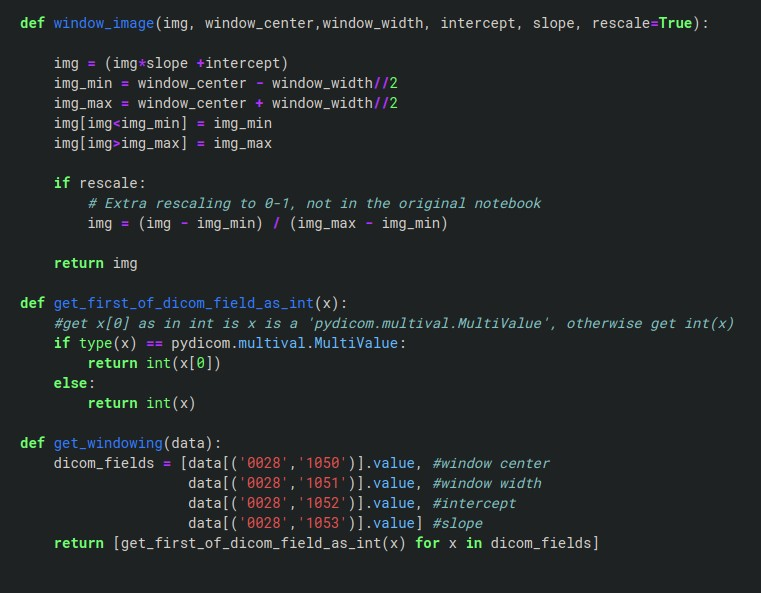 def window_image(img, window_center,window_width, intercept, slope, rescale=True):
    img = (img*slope +intercept)
    img_min = window_center - window_width//2
    img_max = window_center + window_width//2
    img[img<img_min] = img_min
    img[img>img_max] = img_max
    if rescale:
        # Extra rescaling to 0-1, not in the original notebook
        img = (img - img_min) / (img_max - img_min)
    return img
def get_first_of_dicom_field_as_int(x):
    #get x[0] as in int is x is a 'pydicom.multival.MultiValue', otherwise get int(x)
    if type(x) == pydicom.multival.MultiValue:
        return int(x[0])
    else:
        return int(x)
def get_windowing(data):
    dicom_fields = [data[('0028','1050')].value, #window center
                    data[('0028','1051')].value, #window width
                    data[('0028','1052')].value, #intercept
                    data[('0028','1053')].value] #slope
    return [get_first_of_dicom_field_as_int(x) for x in dicom_fields]